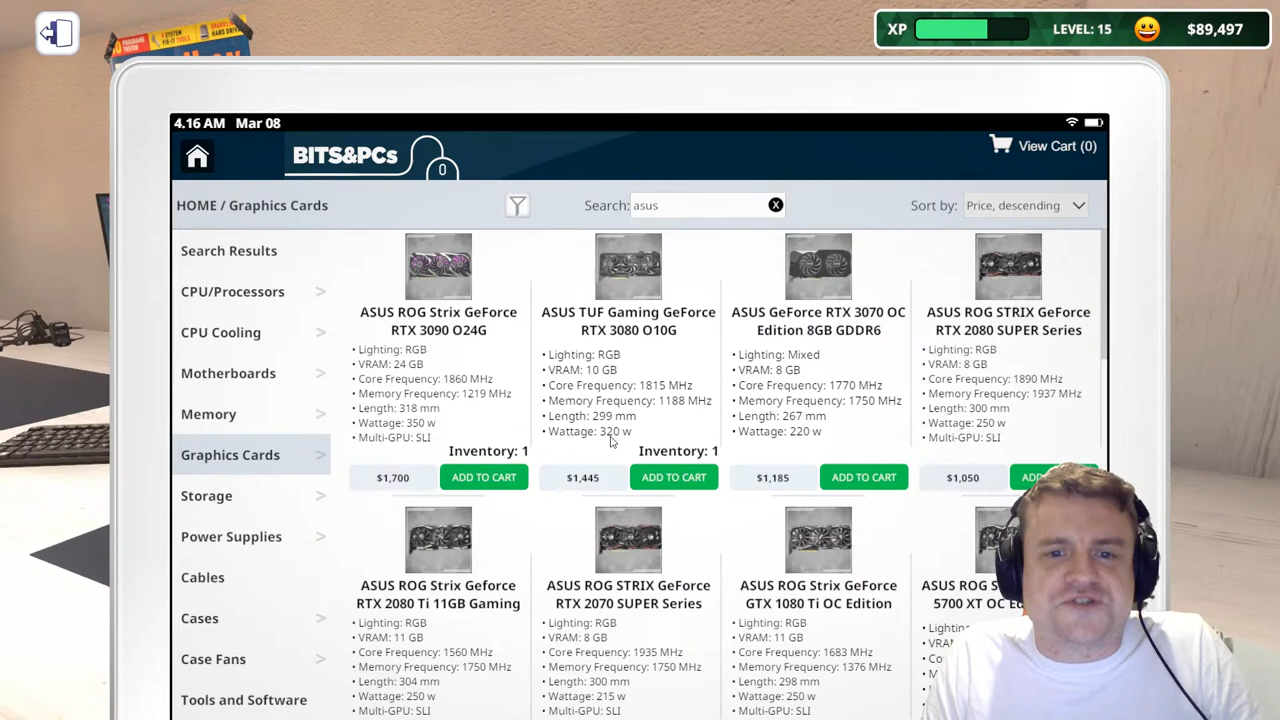 XP LEVEL: 15 $89,497
4.16 AM Mar 08
BITS&PCs 0
View Cart (0)
HOME / Graphics Cards
Search: asus X
Sort by: Price, descending
Search Results
CPU/Processors >
CPU Cooling >
Motherboards >
Memory >
Graphics Cards >
Storage >
Power Supplies >
Cables
Cases >
Case Fans >
Tools and Software
ASUS ROG Strix GeForce
RTX 3090 O24G
• Lighting: RGB
• VRAM: 24 GB
• Core Frequency: 1860 MHz
• Memory Frequency: 1219 MHz
• Length: 318 mm
• Wattage: 350 w
• Multi-GPU: SLI
Inventory: 1
$1,700 ADD TO CART
ASUS TUF Gaming GeForce
RTX 3080 O10G
• Lighting: RGB
• VRAM: 10 GB
• Core Frequency: 1815 MHz
• Memory Frequency: 1188 MHz
• Length: 299 mm
• Wattage: 320 w
Inventory: 1
$1,445 ADD TO CART
ASUS GeForce RTX 3070 OC
Edition 8GB GDDR6
• Lighting: Mixed
• VRAM: 8 GB
• Core Frequency: 1770 MHz
• Memory Frequency: 1750 MHz
• Length: 267 mm
• Wattage: 220 w
$1,185 ADD TO CART
ASUS ROG STRIX GeForce
RTX 2080 SUPER Series
• Lighting: RGB
• VRAM: 8 GB
• Core Frequency: 1890 MHz
• Memory Frequency: 1937 MHz
• Length: 300 mm
• Wattage: 250 w
• Multi-GPU: SLI
$1,050
ASUS ROG Strix Geforce
RTX 2080 Ti 11GB Gaming
• Lighting: RGB
• VRAM: 11 GB
• Core Frequency: 1560 MHz
• Memory Frequency: 1750 MHz
• Length: 304 mm
• Wattage: 250 w
• Multi-GPU: SLI
ASUS ROG STRIX GeForce
RTX 2070 SUPER Series
• Lighting: RGB
• VRAM: 8 GB
• Core Frequency: 1935 MHz
• Memory Frequency: 1750 MHz
• Length: 300 mm
• Wattage: 215 w
• Multi-GPU: SLI
ASUS ROG Strix GeForce
GTX 1080 Ti OC Edition
• Lighting: RGB
• VRAM: 11 GB
• Core Frequency: 1683 MHz
• Memory Frequency: 1376 MHz
• Length: 298 mm
• Wattage: 250 w
• Multi-GPU: SLI
ASUS ROG
5700 XT OC